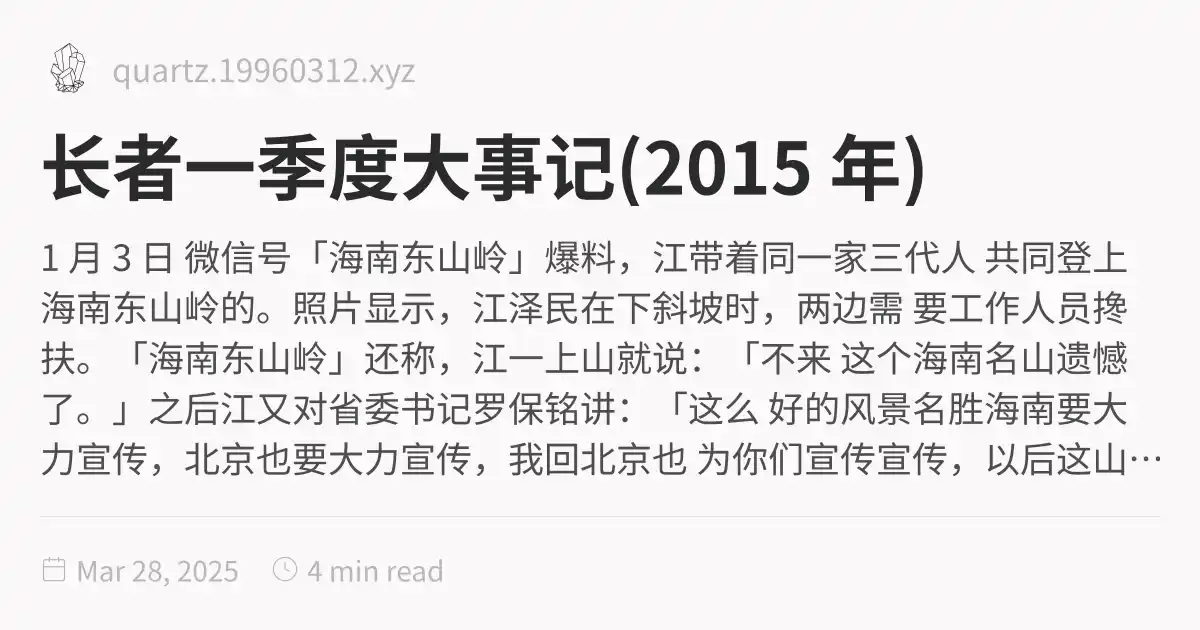 quartz.19960312.xyz
长者一季度大事记(2015 年)
1 月 3 日 微信号「海南东山岭」爆料，江带着同一家三代人 共同登上
海南东山岭的。照片显示，江泽民在下斜坡时，两边需 要工作人员搀
扶。「海南东山岭」还称，江一上山就说：「不来 这个海南名山遗憾
了。」之后江又对省委书记罗保铭讲：「这么 好的风景名胜海南要大
力宣传，北京也要大力宣传，我回北京也 为你们宣传宣传，以后这山…
Mar 28, 2025 4 min read